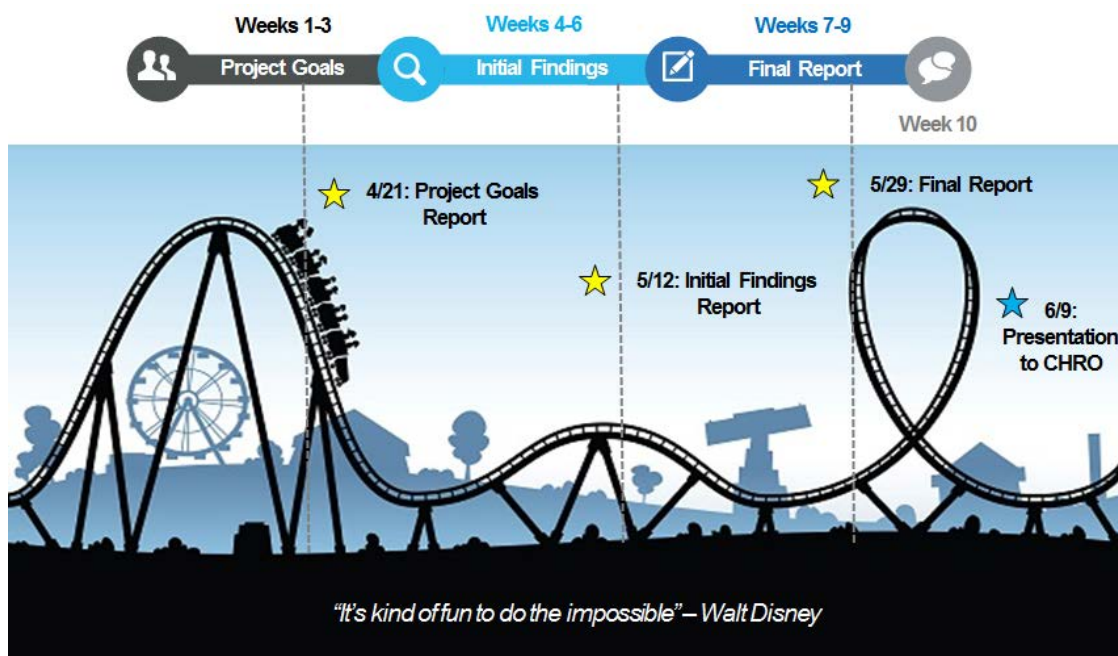 Weeks 1-3
Weeks 4-6
Weeks 7-9
Project Goals
Initial Findings
Final Report
Week 10
4/21: Project Goals
Report
5/12: Initial Findings
Report
5/29: Final Report
6/9:
Presentation
to CHRO
“It’s kind of fun to do the impossible” – Walt Disney